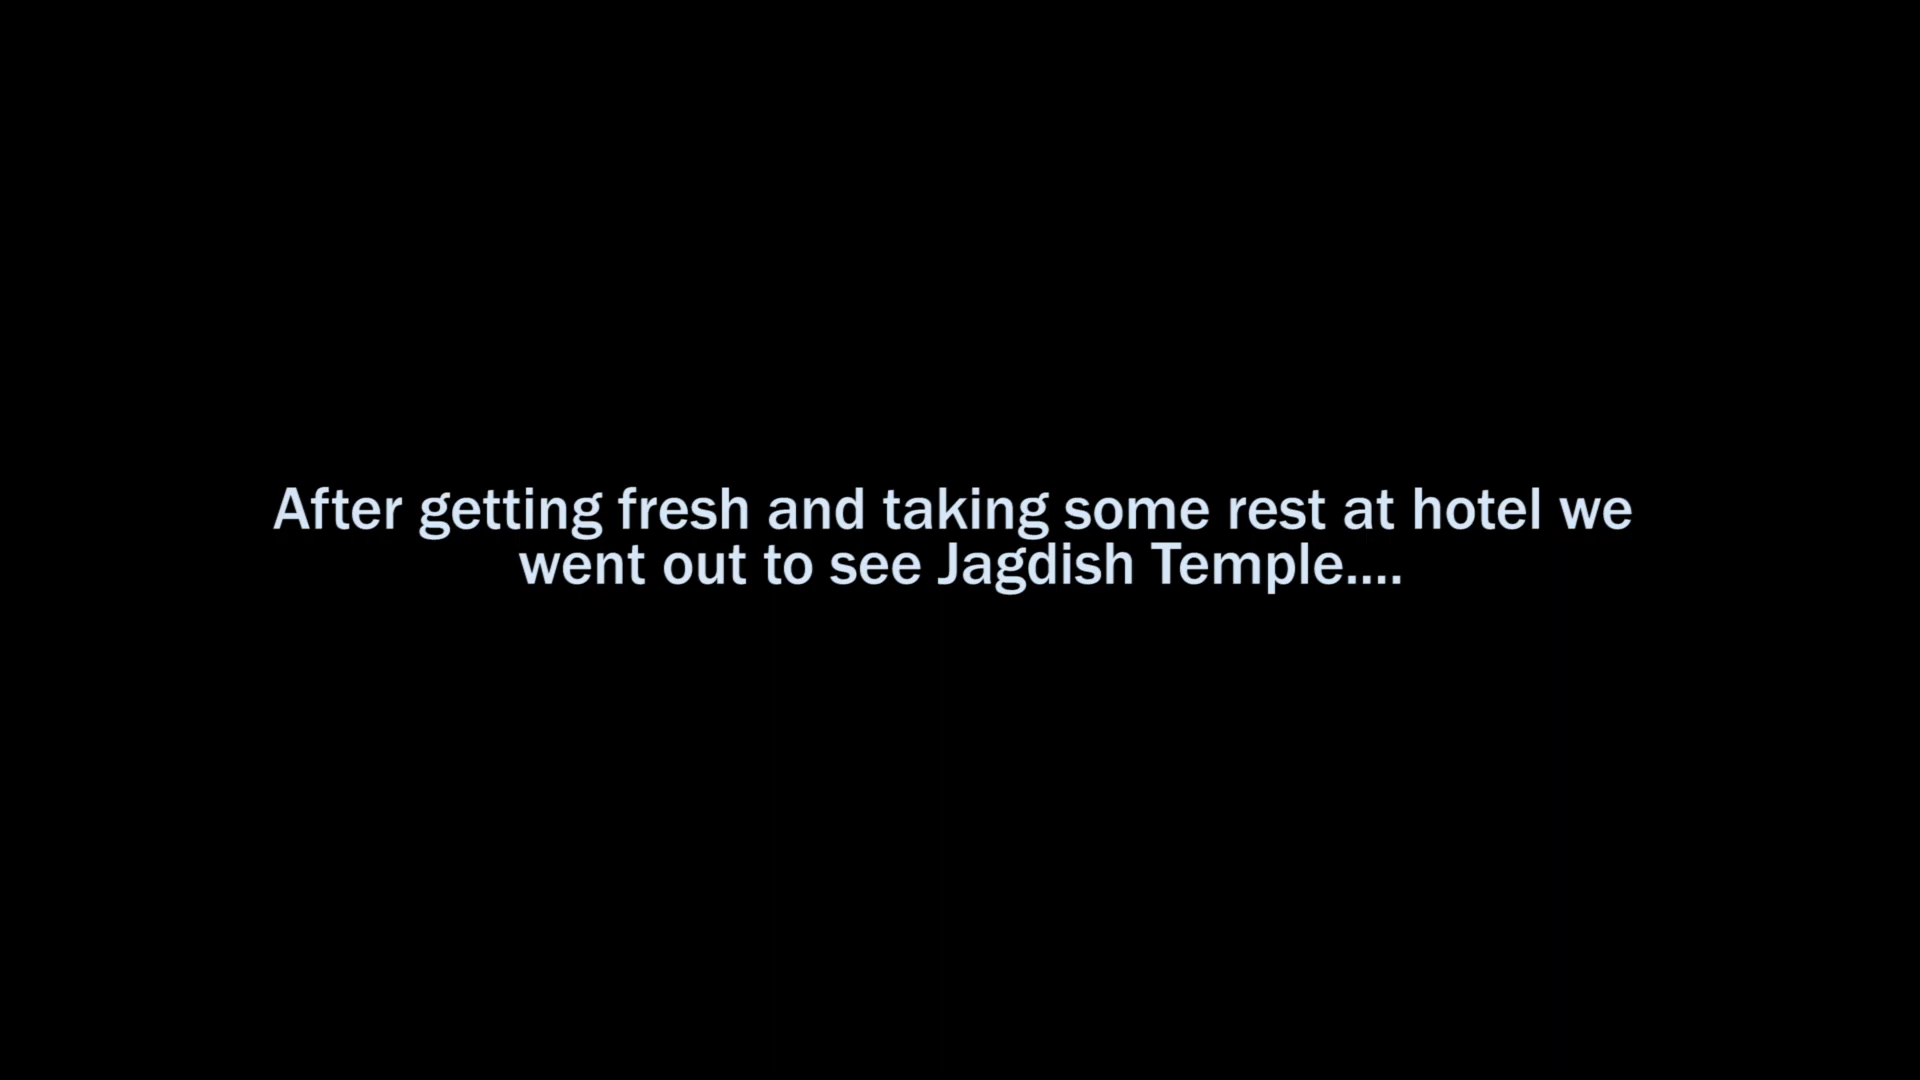 After getting fresh and taking some rest at hotel we
went out to see Jagdish Temple....